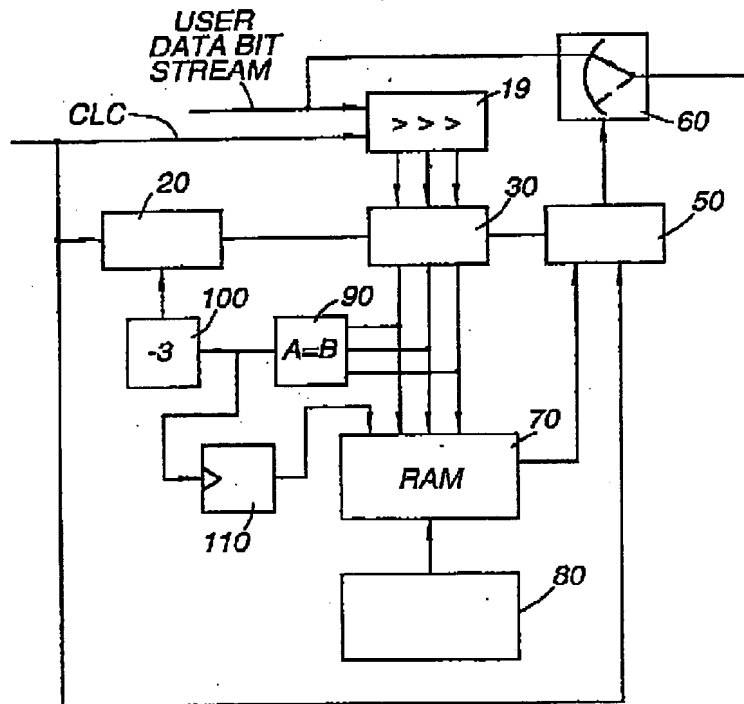 USER
DATA BIT
STREAM
CLC
19
> > >
60
20
30
50
100
-3
90
A=B
70
RAM
110
80